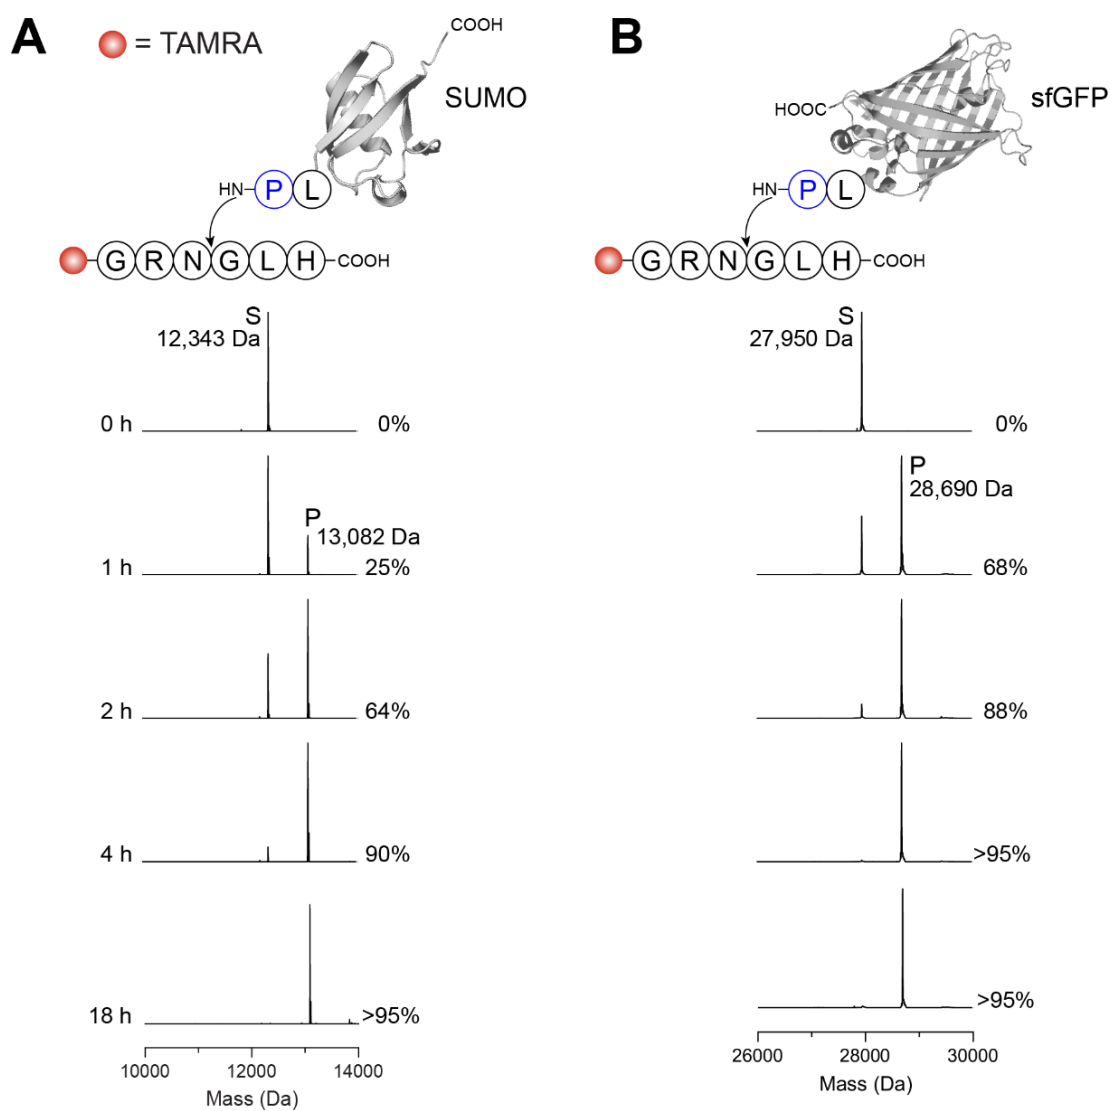 A
= TAMRA
COOH
SUMO
HN
P
L
G R N G L H
COOH
S
12,343 Da
0 h
0%
P
13,082 Da
1 h
25%
2 h
64%
4 h
90%
18 h
>95%
10000 12000 14000
Mass (Da)
B
sfGFP
HOOC
HN
P
L
G R N G L H
COOH
S
27,950 Da
0%
P
28,690 Da
68%
88%
>95%
>95%
26000 28000 30000
Mass (Da)